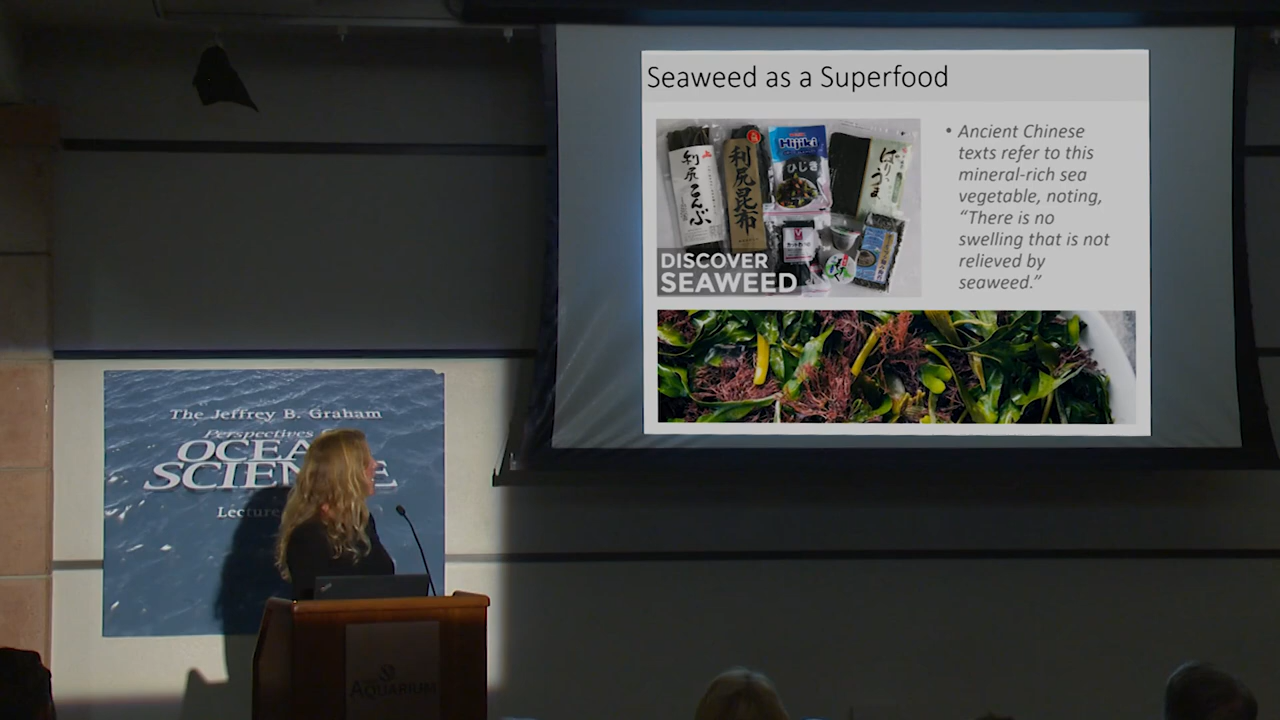 Seaweed as a Superfood
利尻こんぶ
利尻昆布
Hijiki
ひじき
DISCOVER
SEAWEED
• Ancient Chinese
texts refer to this
mineral-rich sea
vegetable, noting,
“There is no
swelling that is not
relieved by
seaweed.”
The Jeffrey B. Graham
Perspectives
OCEA
SCIEN E
Lecture
AQUARIUM